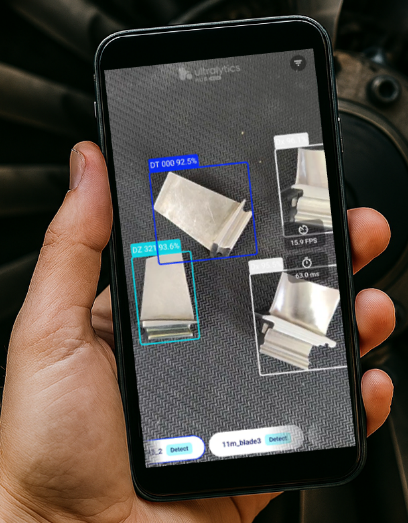 ultralytics
DT 000 92.5%
DZ 321 93.6%
15.9 FPS
63.0 ms
11m_blade3 Detect
Detect